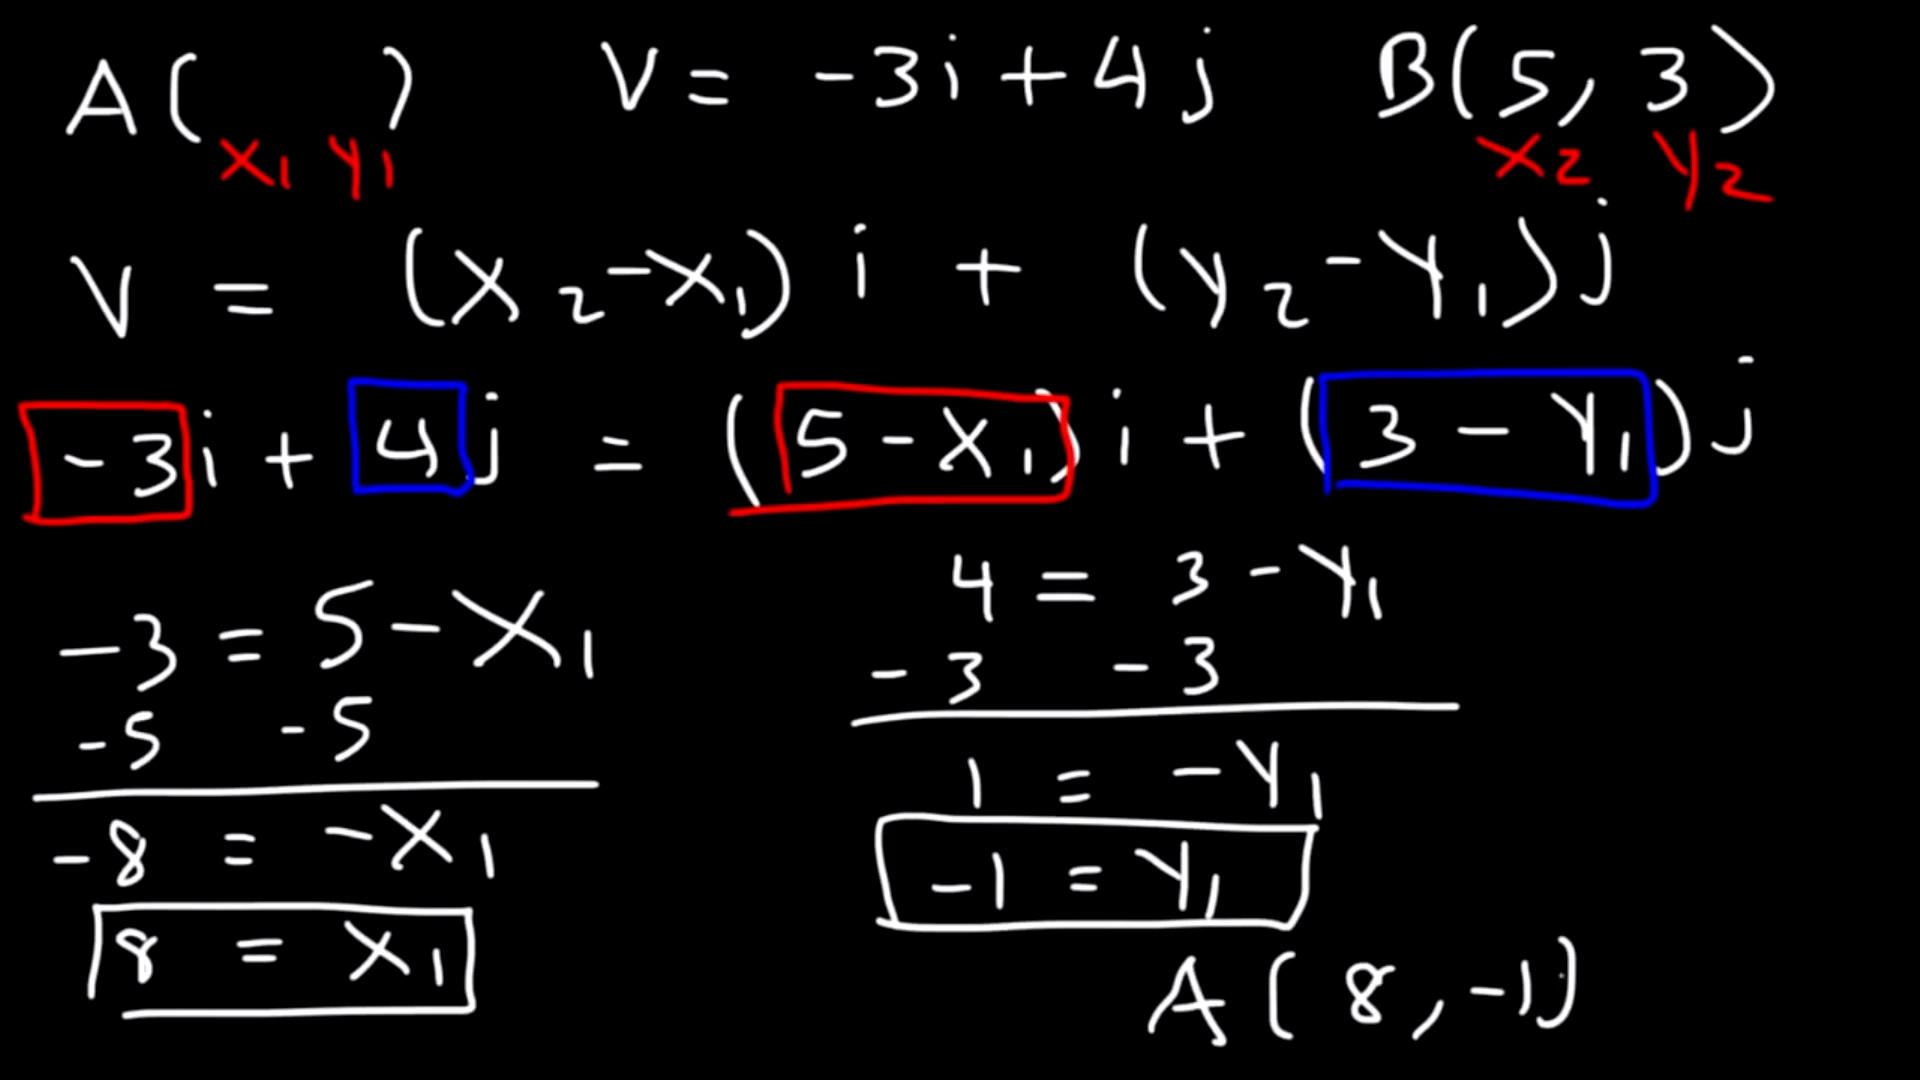 A(    )   V = -3i + 4j   B(5, 3)
x₁ y₁   x₂ y₂
V = (x₂ - x₁)i + (y₂ - y₁)j
-3i + 4j = (5 - x₁)i + (3 - y₁)j
-3 = 5 - x₁
-5   -5
-8 = -x₁
8 = x₁
4 = 3 - y₁
-3   -3
1 = -y₁
-1 = y₁
A(8, -1)